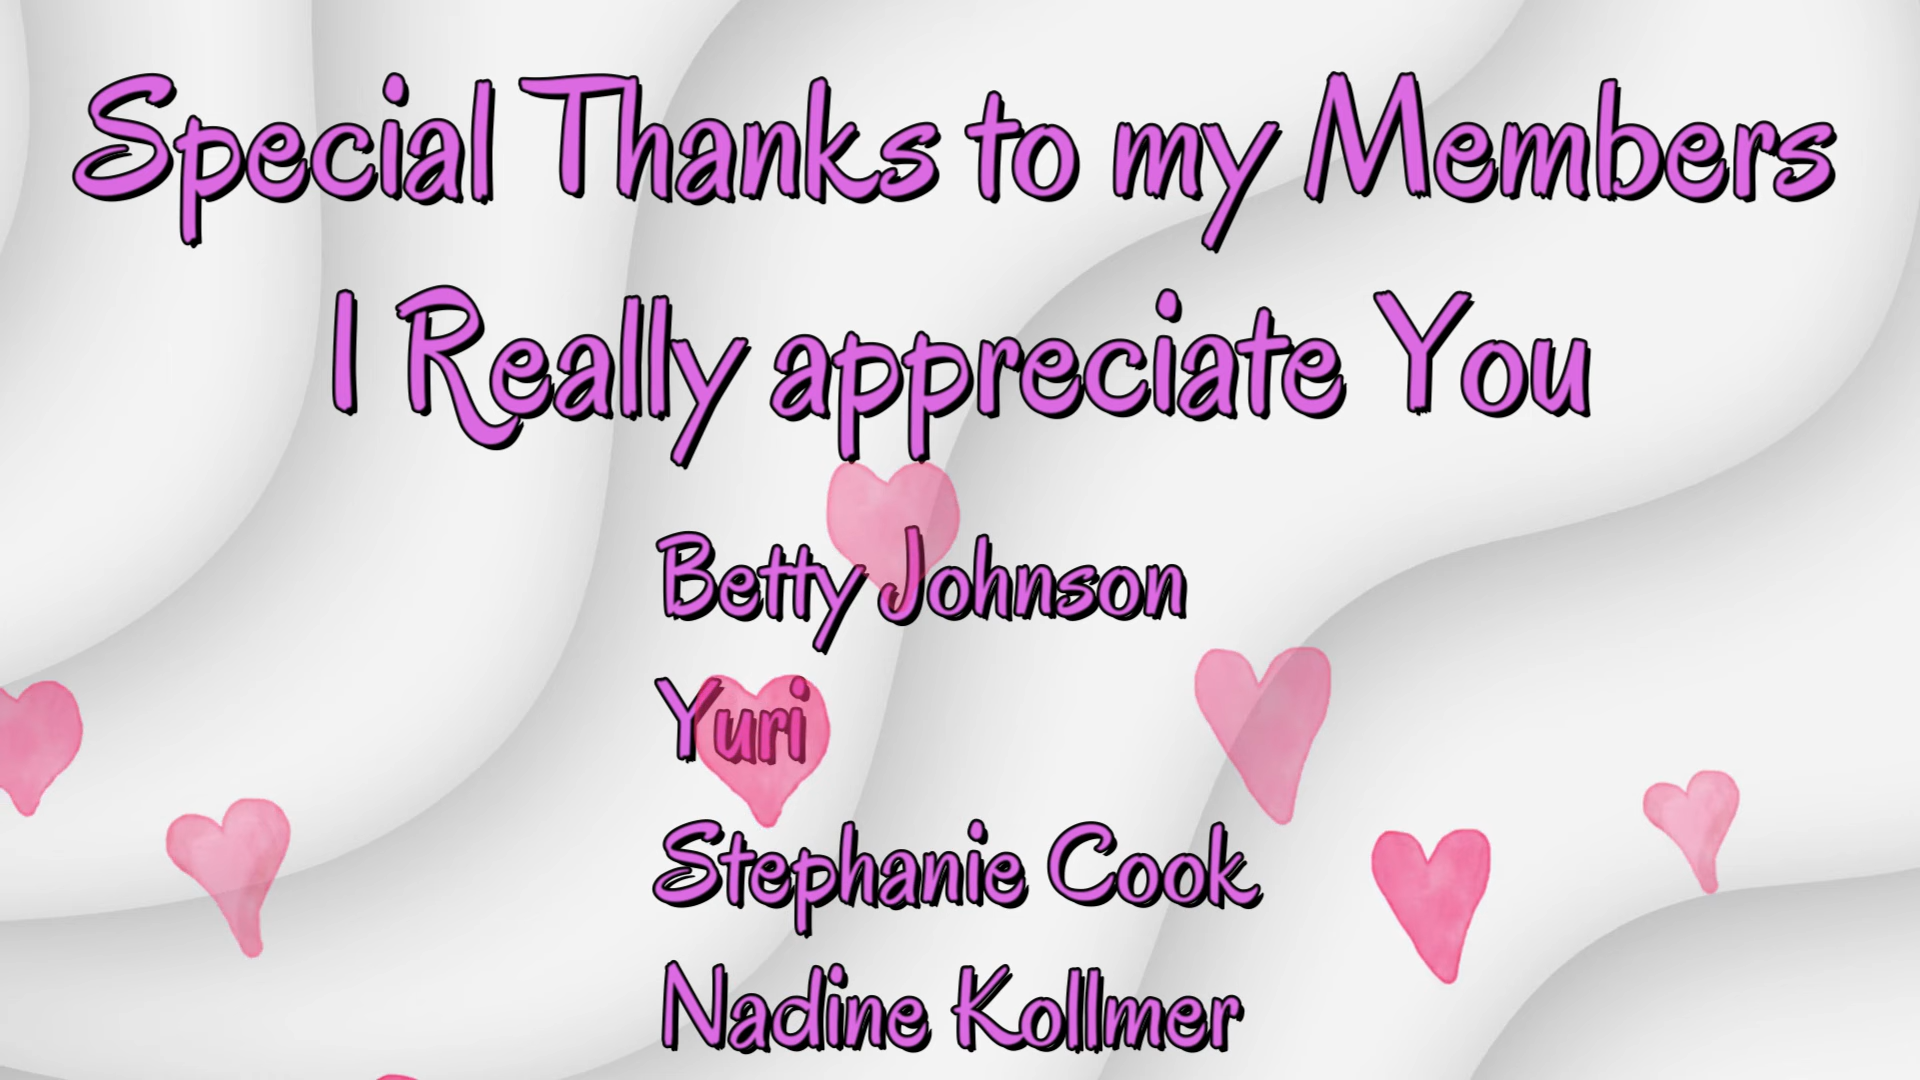 Special Thanks to my Members
I Really appreciate You
Betty Johnson
Yuri
Stephanie Cook
Nadine Kollmer